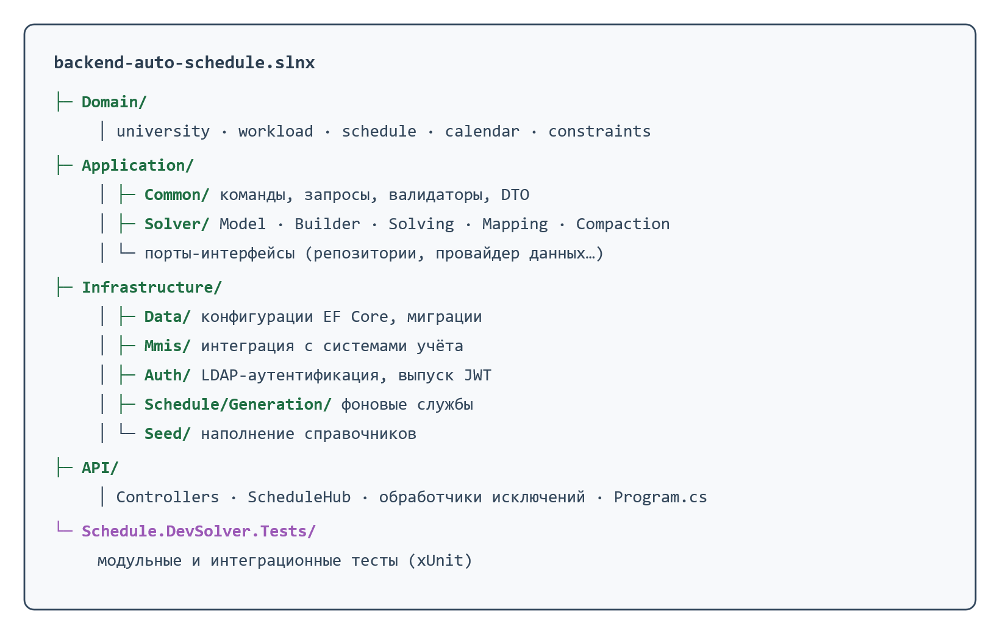 backend-auto-schedule.slnx
├─ Domain/
│ university · workload · schedule · calendar · constraints
├─ Application/
│ ├─ Common/ команды, запросы, валидаторы, DTO
│ ├─ Solver/ Model · Builder · Solving · Mapping · Compaction
│ └─ порты-интерфейсы (репозитории, провайдер данных…)
├─ Infrastructure/
│ ├─ Data/ конфигурации EF Core, миграции
│ ├─ Mmis/ интеграция с системами учёта
│ ├─ Auth/ LDAP-аутентификация, выпуск JWT
│ ├─ Schedule/Generation/ фоновые службы
│ └─ Seed/ наполнение справочников
├─ API/
│ Controllers · ScheduleHub · обработчики исключений · Program.cs
└─ Schedule.DevSolver.Tests/
модульные и интеграционные тесты (xUnit)